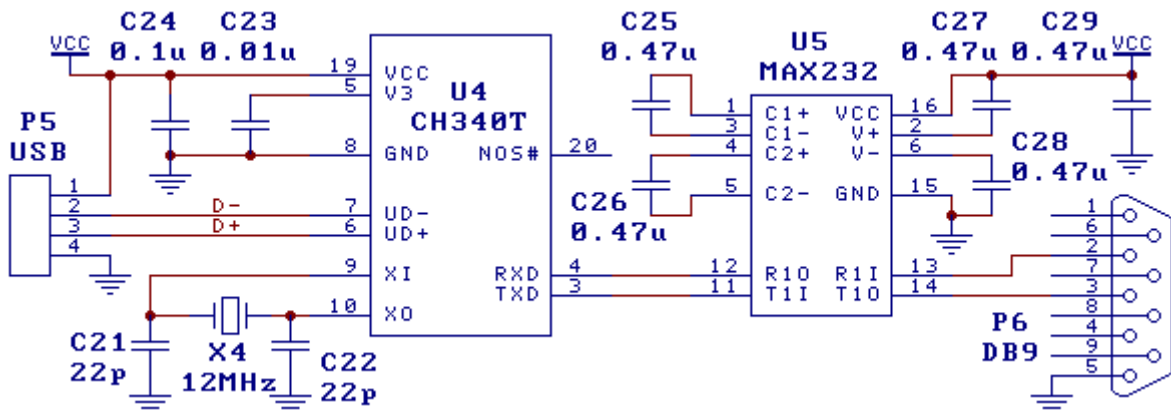 C24 C23 C25 C27 C29
0.1u 0.01u 0.47u U5 0.47u 0.47u
VCC MAX232 VCC
19 VCC U4
5 V3 CH340T
8 GND NOS# 20
P5
USB
1
2 D- 7 UD-
3 D+ 6 UD+
4
9 XI RXD 4
TXD 3
10 XO
C21
22p
X4
12MHz
C22
22p
1 C1+ VCC 16
3 C1- V+ 2
4 C2+ V- 6
5 C2- GND 15
C26
0.47u
C28
0.47u
12 R1O R1I 13
11 T1I T1O 14
1
6
2
7
3
8
4
9
5
P6
DB9